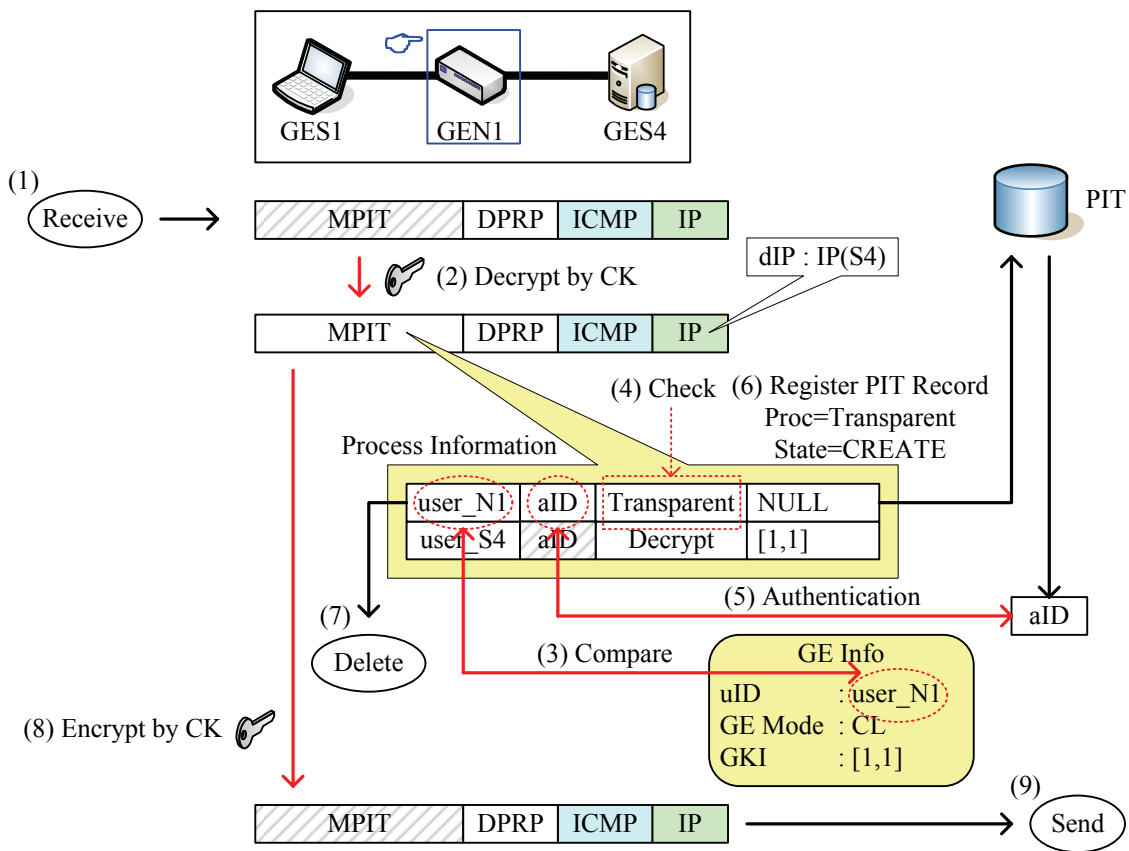 GES1 GEN1 GES4
(1)
Receive
MPIT DPRP ICMP IP
PIT
(2) Decrypt by CK
dIP : IP(S4)
MPIT DPRP ICMP IP
(4) Check
(6) Register PIT Record
Proc=Transparent
State=CREATE
Process Information
user_N1 aID Transparent NULL
user_S4 aID Decrypt [1,1]
(5) Authentication
aID
(7)
Delete
(3) Compare
GE Info
uID : user_N1
GE Mode : CL
GKI : [1,1]
(8) Encrypt by CK
MPIT DPRP ICMP IP
(9)
Send